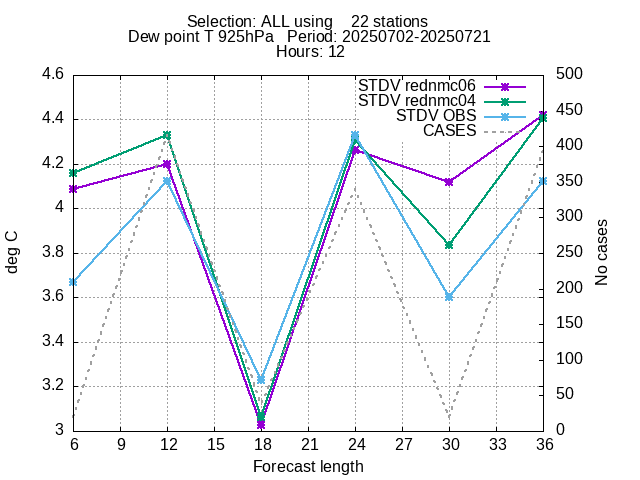 Selection: ALL using    22 stations
Dew point T 925hPa   Period: 20250702-20250721
Hours: 12
STDV rednmc06
STDV rednmc04
STDV OBS
CASES
4.6
4.4
4.2
4
3.8
3.6
3.4
3.2
3
500
450
400
350
300
250
200
150
100
50
0
deg C
No cases
6 9 12 15 18 21 24 27 30 33 36
Forecast length